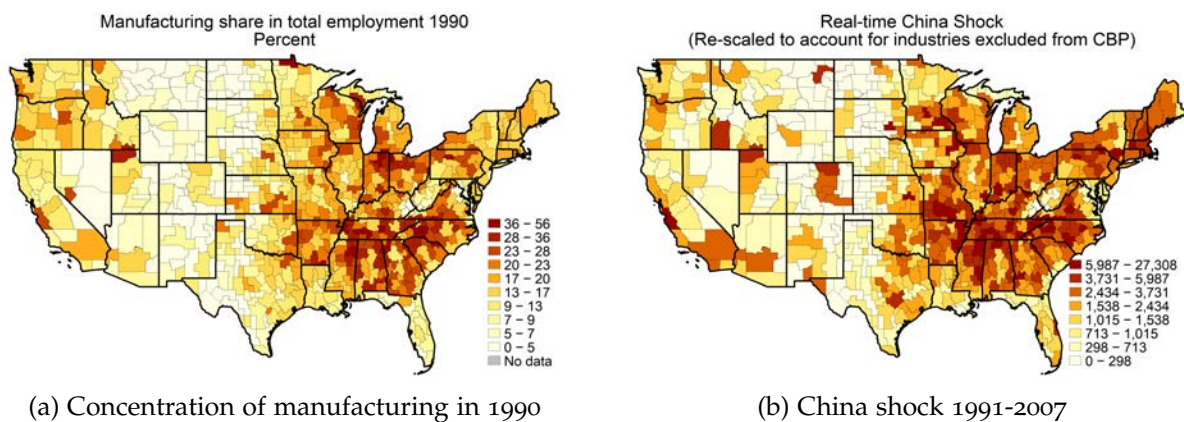 Manufacturing share in total employment 1990
Percent
36 – 56
28 – 36
23 – 28
20 – 23
17 – 20
13 – 17
9 – 13
7 – 9
5 – 7
0 – 5
No data
(a) Concentration of manufacturing in 1990
Real-time China Shock
(Re-scaled to account for industries excluded from CBP)
5,987 – 27,308
3,731 – 5,987
2,434 – 3,731
1,538 – 2,434
1,015 – 1,538
713 – 1,015
298 – 713
0 – 298
(b) China shock 1991-2007